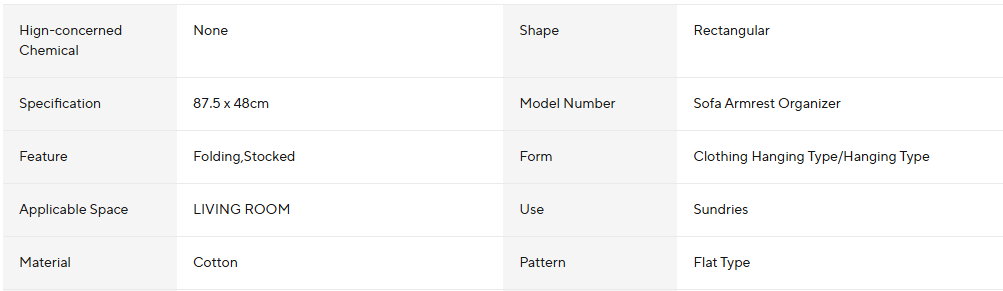 Hign-concerned
Chemical
None
Shape
Rectangular
Specification
87.5 x 48cm
Model Number
Sofa Armrest Organizer
Feature
Folding,Stocked
Form
Clothing Hanging Type/Hanging Type
Applicable Space
LIVING ROOM
Use
Sundries
Material
Cotton
Pattern
Flat Type